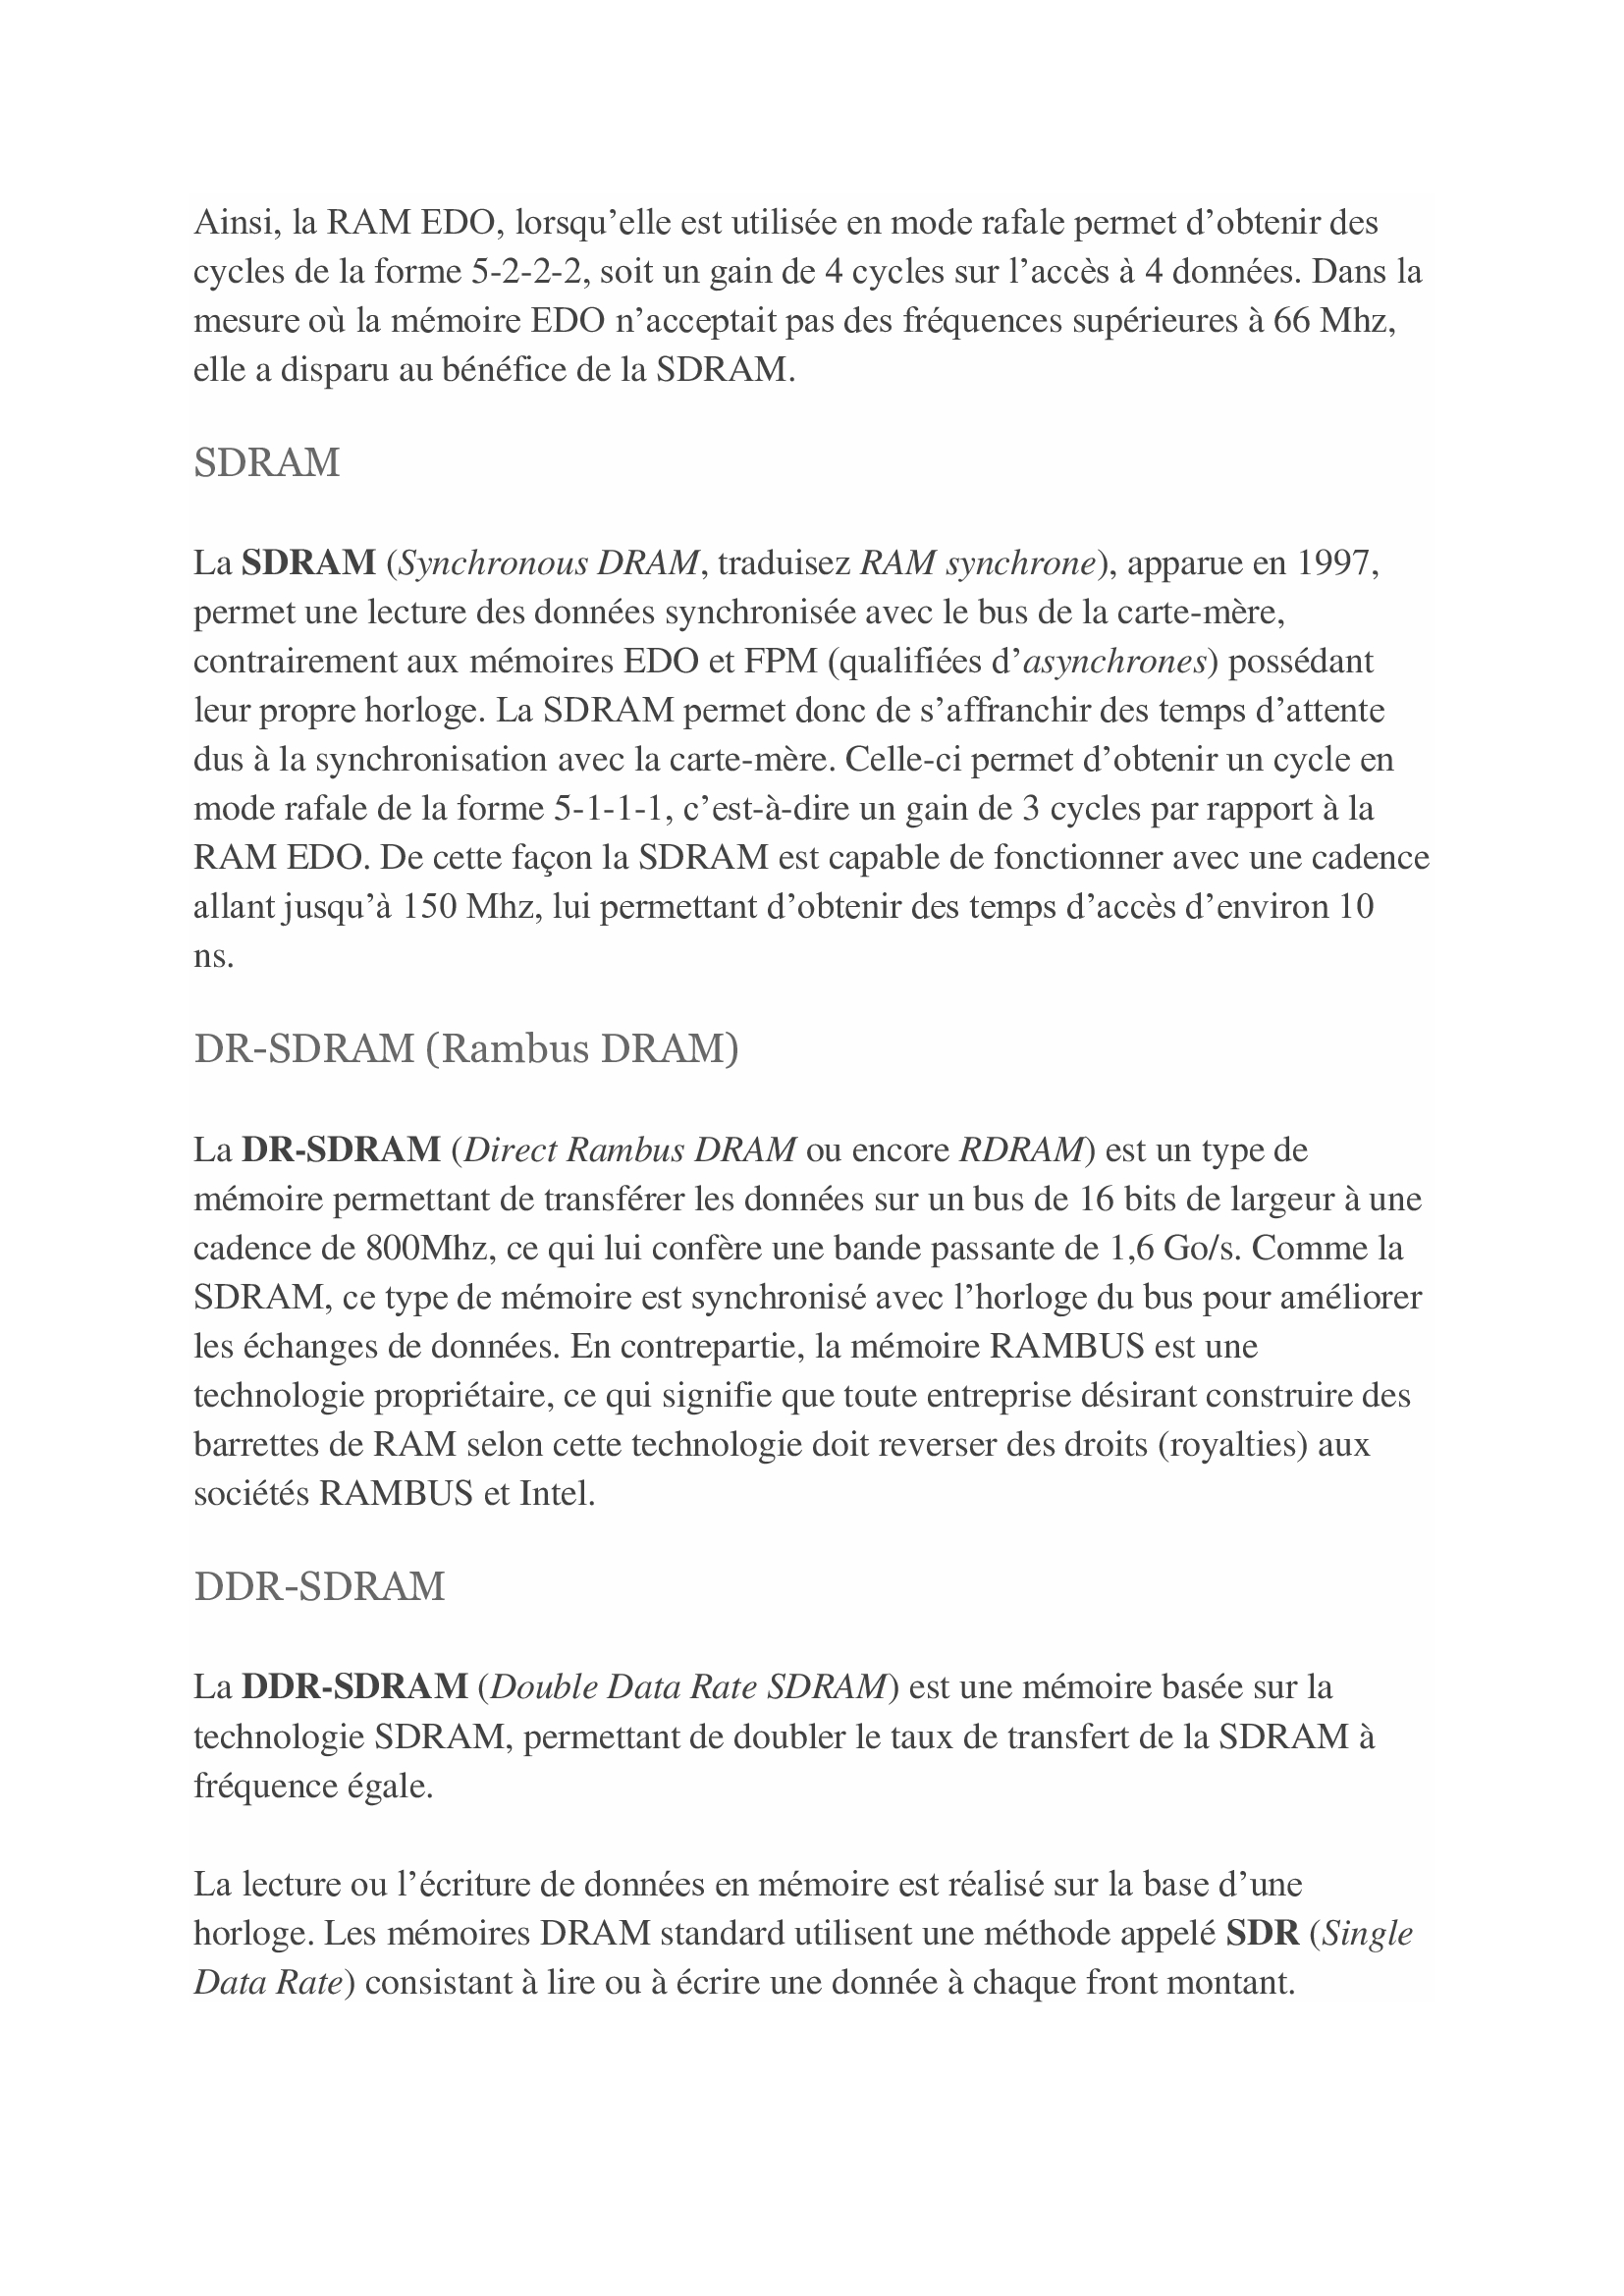 Ainsi, la RAM EDO, lorsqu’elle est utilisée en mode rafale permet d’obtenir des
cycles de la forme 5-2-2-2, soit un gain de 4 cycles sur l’accès à 4 données. Dans la
mesure où la mémoire EDO n’acceptait pas des fréquences supérieures à 66 Mhz,
elle a disparu au bénéfice de la SDRAM.
SDRAM
La SDRAM (Synchronous DRAM, traduisez RAM synchrone), apparue en 1997,
permet une lecture des données synchronisée avec le bus de la carte-mère,
contrairement aux mémoires EDO et FPM (qualifiées d’asynchrones) possédant
leur propre horloge. La SDRAM permet donc de s’affranchir des temps d’attente
dus à la synchronisation avec la carte-mère. Celle-ci permet d’obtenir un cycle en
mode rafale de la forme 5-1-1-1, c’est-à-dire un gain de 3 cycles par rapport à la
RAM EDO. De cette façon la SDRAM est capable de fonctionner avec une cadence
allant jusqu’à 150 Mhz, lui permettant d’obtenir des temps d’accès d’environ 10
ns.
DR-SDRAM (Rambus DRAM)
La DR-SDRAM (Direct Rambus DRAM ou encore RDRAM) est un type de
mémoire permettant de transférer les données sur un bus de 16 bits de largeur à une
cadence de 800Mhz, ce qui lui confère une bande passante de 1,6 Go/s. Comme la
SDRAM, ce type de mémoire est synchronisé avec l’horloge du bus pour améliorer
les échanges de données. En contrepartie, la mémoire RAMBUS est une
technologie propriétaire, ce qui signifie que toute entreprise désirant construire des
barrettes de RAM selon cette technologie doit reverser des droits (royalties) aux
sociétés RAMBUS et Intel.
DDR-SDRAM
La DDR-SDRAM (Double Data Rate SDRAM) est une mémoire basée sur la
technologie SDRAM, permettant de doubler le taux de transfert de la SDRAM à
fréquence égale.
La lecture ou l’écriture de données en mémoire est réalisé sur la base d’une
horloge. Les mémoires DRAM standard utilisent une méthode appelé SDR (Single
Data Rate) consistant à lire ou à écrire une donnée à chaque front montant.